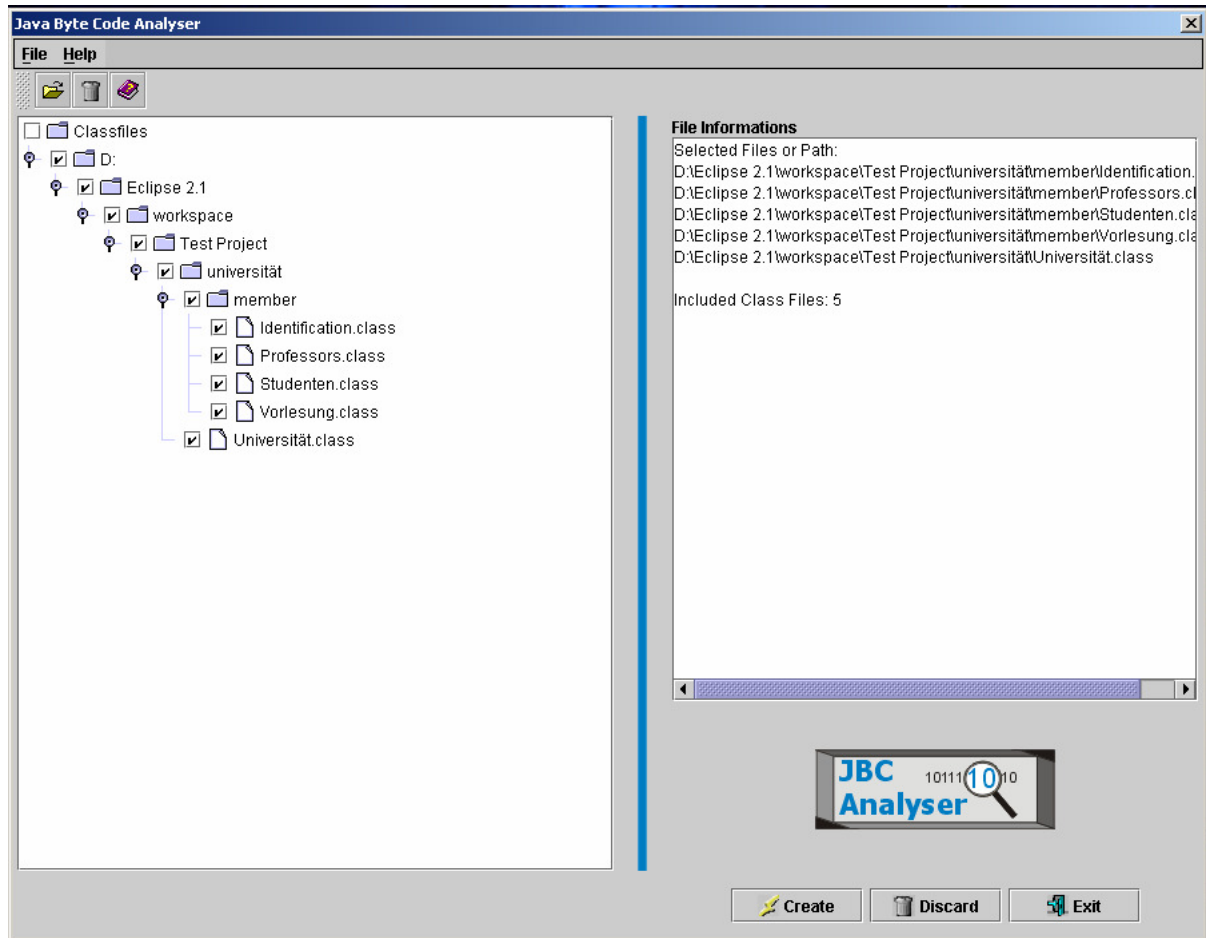 Java Byte Code Analyser
File Help
Classfiles
D:
Eclipse 2.1
workspace
Test Project
universität
member
Identification.class
Professors.class
Studenten.class
Vorlesung.class
Universität.class
File Informations
Selected Files or Path:
D:\Eclipse 2.1\workspace\Test Project\universität\member\Identification.
D:\Eclipse 2.1\workspace\Test Project\universität\member\Professors.cl
D:\Eclipse 2.1\workspace\Test Project\universität\member\Studenten.cla
D:\Eclipse 2.1\workspace\Test Project\universität\member\Vorlesung.cla
D:\Eclipse 2.1\workspace\Test Project\universität\Universität.class
Included Class Files: 5
JBC 10111 10 10
Analyser
Create Discard Exit